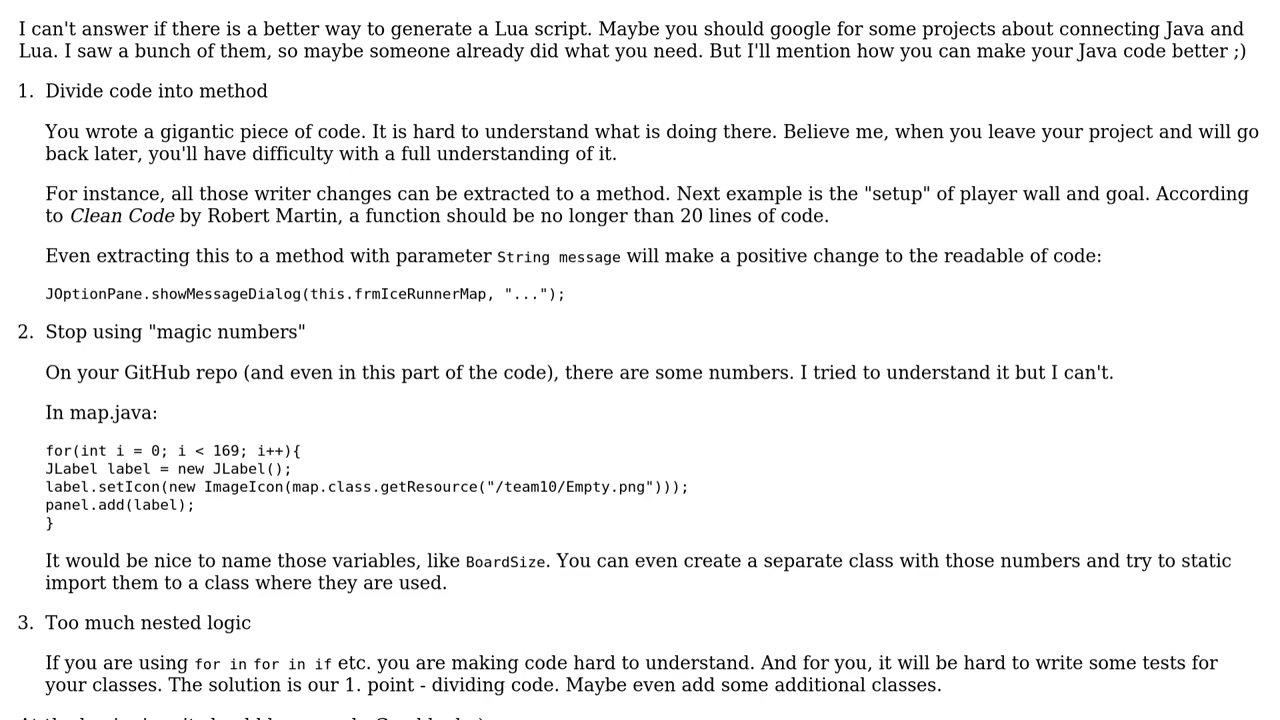 I can't answer if there is a better way to generate a Lua script. Maybe you should google for some projects about connecting Java and
Lua. I saw a bunch of them, so maybe someone already did what you need. But I'll mention how you can make your Java code better ;)
1. Divide code into method
You wrote a gigantic piece of code. It is hard to understand what is doing there. Believe me, when you leave your project and will go
back later, you'll have difficulty with a full understanding of it.
For instance, all those writer changes can be extracted to a method. Next example is the "setup" of player wall and goal. According
to Clean Code by Robert Martin, a function should be no longer than 20 lines of code.
Even extracting this to a method with parameter String message will make a positive change to the readable of code:
JOptionPane.showMessageDialog(this.frmIceRunnerMap, "...");
2. Stop using "magic numbers"
On your GitHub repo (and even in this part of the code), there are some numbers. I tried to understand it but I can't.
In map.java:
for(int i = 0; i < 169; i++){
JLabel label = new JLabel();
label.setIcon(new ImageIcon(map.class.getResource("/team10/Empty.png")));
panel.add(label);
}
It would be nice to name those variables, like BoardSize. You can even create a separate class with those numbers and try to static
import them to a class where they are used.
3. Too much nested logic
If you are using for in for in if etc. you are making code hard to understand. And for you, it will be hard to write some tests for
your classes. The solution is our 1. point - dividing code. Maybe even add some additional classes.